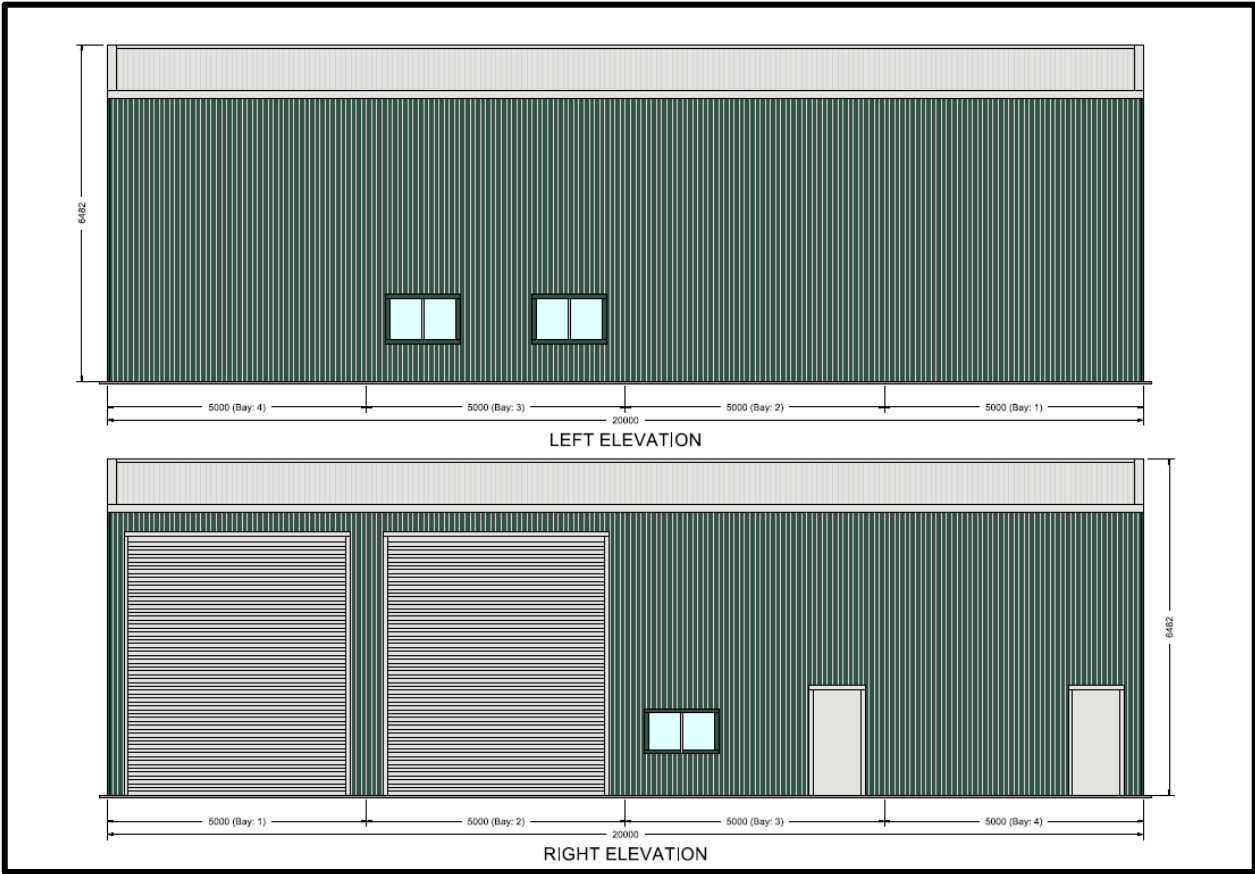 6482
5000 (Bay: 4) 5000 (Bay: 3) 5000 (Bay: 2) 5000 (Bay: 1)
20000
LEFT ELEVATION
6482
5000 (Bay: 1) 5000 (Bay: 2) 5000 (Bay: 3) 5000 (Bay: 4)
20000
RIGHT ELEVATION